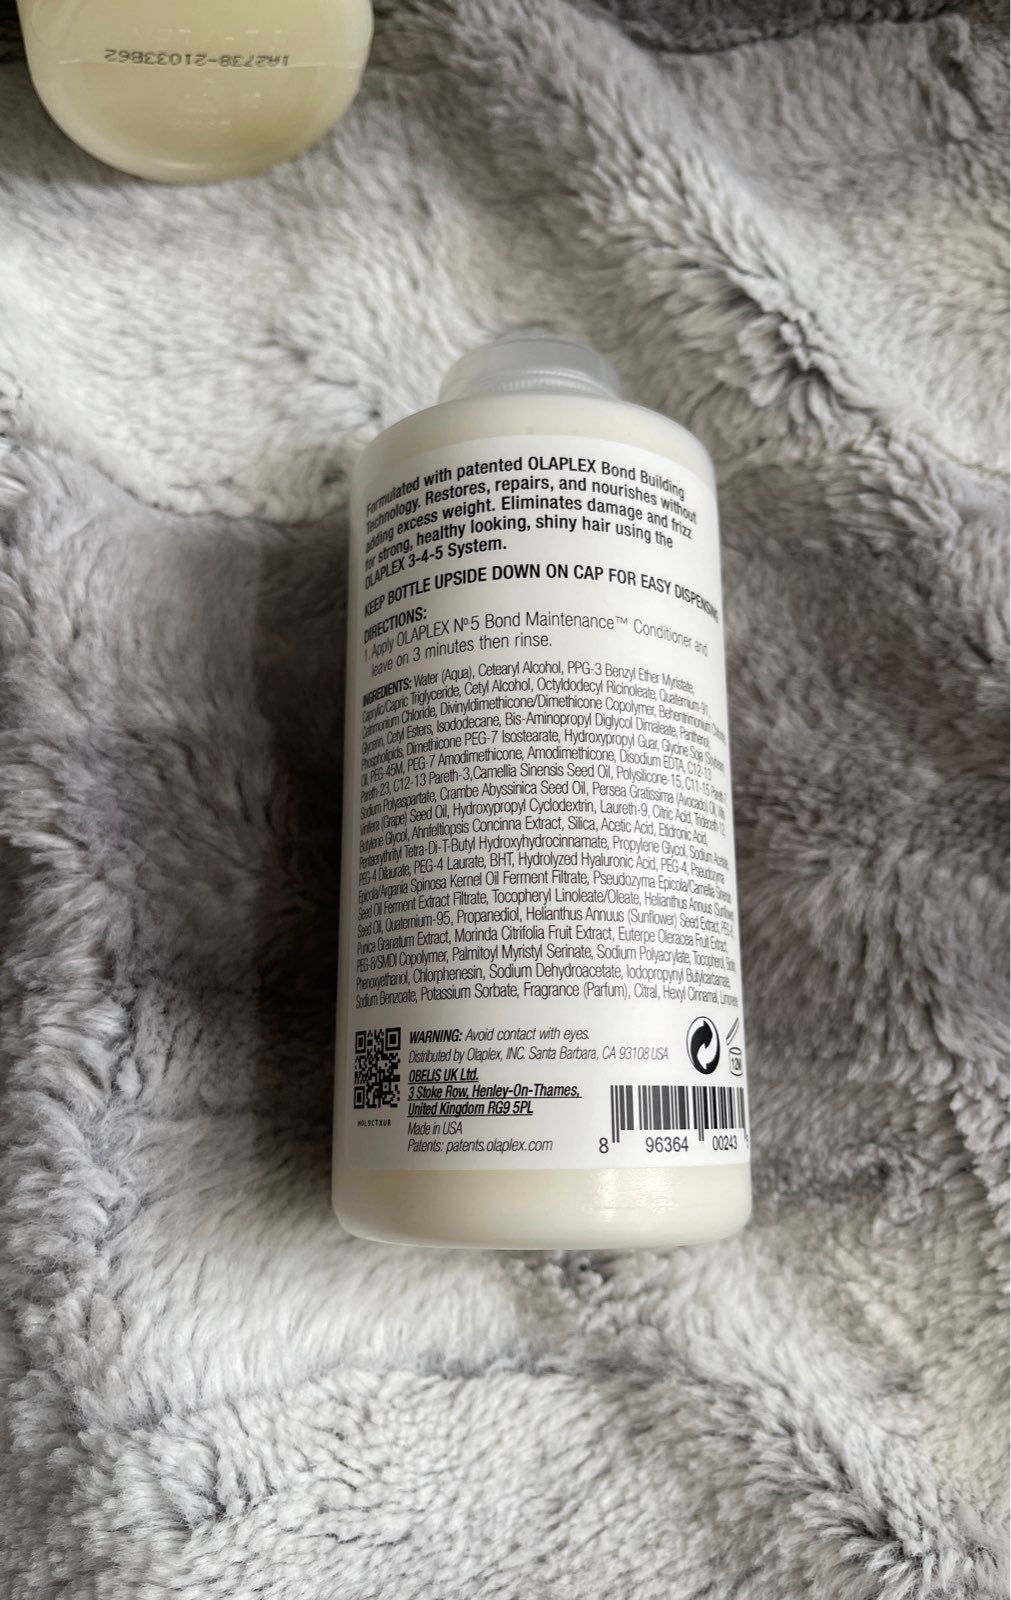 1A2738-21033B62
Formulated with patented OLAPLEX Bond Building
Technology. Restores, repairs, and nourishes without
adding excess weight. Eliminates damage and frizz
for strong, healthy looking, shiny hair using the
OLAPLEX 3-4-5 System.
KEEP BOTTLE UPSIDE DOWN ON CAP FOR EASY DISPENSING
DIRECTIONS:
1. Apply OLAPLEX Nº5 Bond Maintenance™ Conditioner and
leave on 3 minutes then rinse.
INGREDIENTS: Water (Aqua), Cetearyl Alcohol, PPG-3 Benzyl Ether Myristate,
Caprylic/Capric Triglyceride, Cetyl Alcohol, Octyldodecyl Ricinoleate, Quaternium-91,
Cetrimonium Chloride, Divinyldimethicone/Dimethicone Copolymer, Behentrimonium Chloride
Glycerin, Cetyl Esters, Isododecane, Bis-Aminopropyl Diglycol Dimaleate, Panthenol,
Phospholipids, Dimethicone PEG-7 Isostearate, Hydroxypropyl Guar, Glycine Soja (Soybean)
Oil, PEG-45M, PEG-7 Amodimethicone, Amodimethicone, Disodium EDTA, C12-13
Pareth-23, C12-13 Pareth-3, Camellia Sinensis Seed Oil, Polysilicone-15, C11-15 Pareth-7
Sodium Polyaspartate, Crambe Abyssinica Seed Oil, Persea Gratissima (Avocado) Oil, Vitis
Vinifera (Grape) Seed Oil, Hydroxypropyl Cyclodextrin, Laureth-9, Citric Acid, Trideceth-12,
Butylene Glycol, Ahnfeltiopsis Concinna Extract, Silica, Acetic Acid, Etidronic Acid,
Pentaerythrityl Tetra-Di-T-Butyl Hydroxyhydrocinnamate, Propylene Glycol, Sodium Acetate
PEG-4 Dilaurate, PEG-4 Laurate, BHT, Hydrolyzed Hyaluronic Acid, PEG-4, Pseudozyma
Epicola/Argania Spinosa Kernel Oil Ferment Filtrate, Pseudozyma Epicola/Camellia Sinensis
Seed Oil Ferment Extract Filtrate, Tocopheryl Linoleate/Oleate, Helianthus Annuus (Sunflower)
Seed Oil, Quaternium-95, Propanediol, Helianthus Annuus (Sunflower) Seed Extract, PEG-8,
Punica Granatum Extract, Morinda Citrifolia Fruit Extract, Euterpe Oleracea Fruit Extract,
PEG-8/SMDI Copolymer, Palmitoyl Myristyl Serinate, Sodium Polyacrylate, Tocopherol, Biotin,
Phenoxyethanol, Chlorphenesin, Sodium Dehydroacetate, Iodopropynyl Butylcarbamate,
Sodium Benzoate, Potassium Sorbate, Fragrance (Parfum), Citral, Hexyl Cinnamal, Limonene
WARNING: Avoid contact with eyes.
Distributed by Olaplex, INC. Santa Barbara, CA 93108 USA
OBELIS UK Ltd.
3 Stoke Row, Henley-On-Thames,
United Kingdom RG9 5PL
Made in USA
Patents: patents.olaplex.com
HDL9CTXUR
12M
8 96364 00243